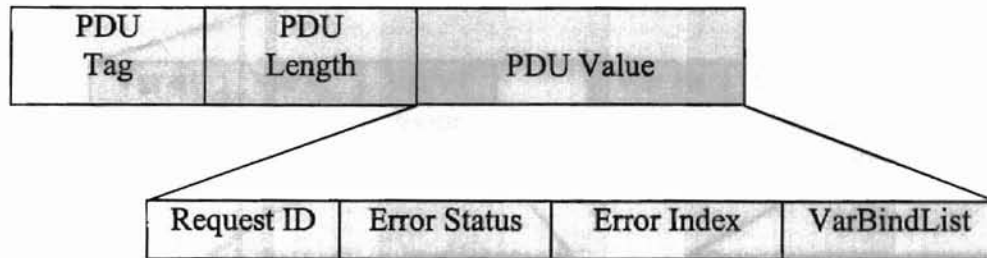 PDU Tag
PDU Length
PDU Value
Request ID
Error Status
Error Index
VarBindList